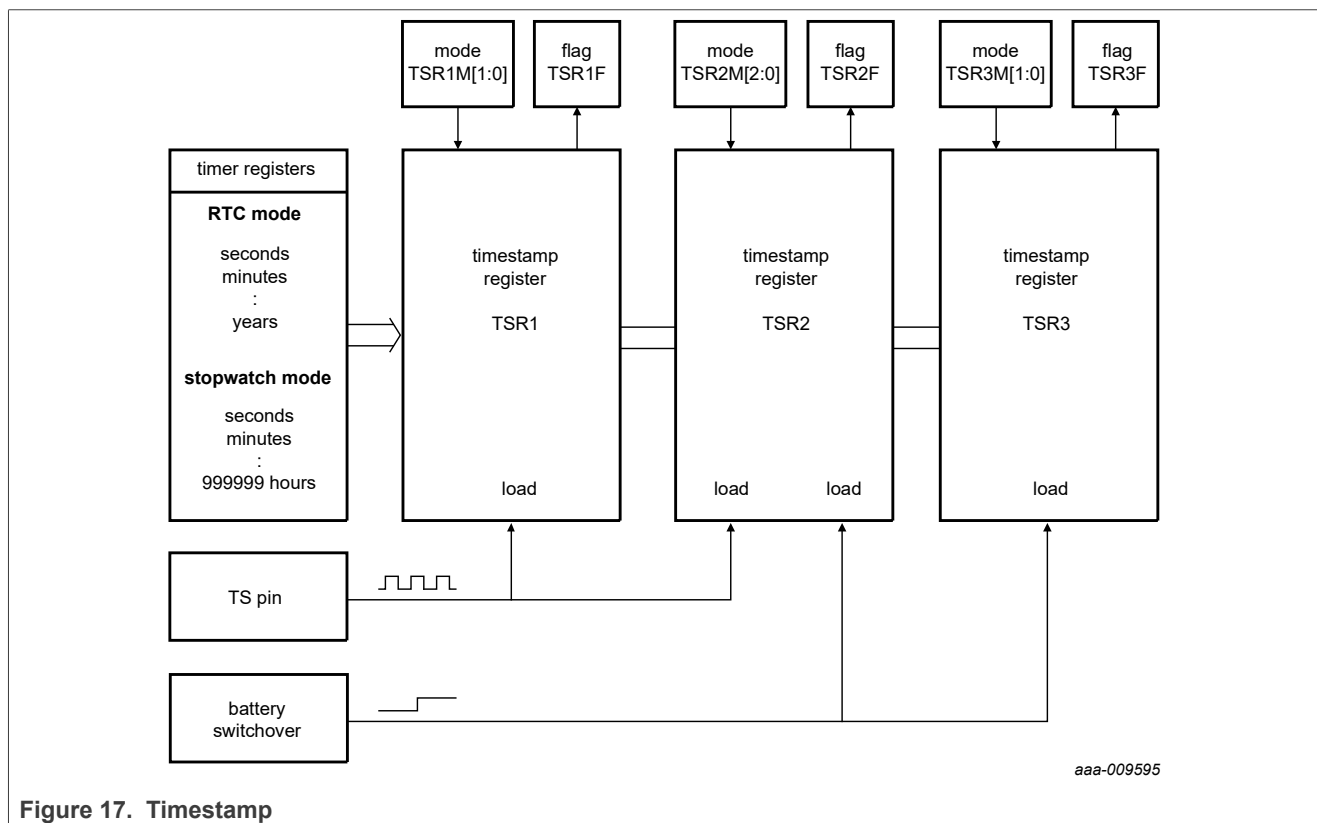 mode
TSR1M[1:0]
flag
TSR1F
mode
TSR2M[2:0]
flag
TSR2F
mode
TSR3M[1:0]
flag
TSR3F
timer registers
RTC mode
seconds
minutes
:
years
stopwatch mode
seconds
minutes
:
999999 hours
timestamp
register
TSR1
load
timestamp
register
TSR2
load
load
timestamp
register
TSR3
load
TS pin
battery
switchover
aaa-009595
Figure 17. Timestamp